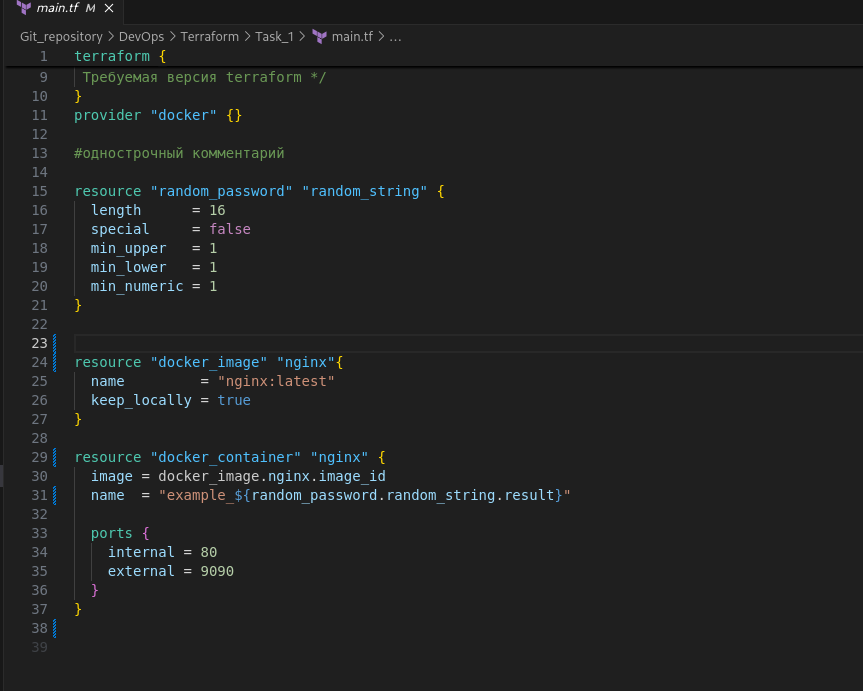 main.tf M ×
Git_repository > DevOps > Terraform > Task_1 > main.tf > ...
1 terraform {
9 Требуемая версия terraform */
10 }
11 provider "docker" {}
12
13 #однострочный комментарий
14
15 resource "random_password" "random_string" {
16   length      = 16
17   special     = false
18   min_upper   = 1
19   min_lower   = 1
20   min_numeric = 1
21 }
22
23
24 resource "docker_image" "nginx"{
25   name         = "nginx:latest"
26   keep_locally = true
27 }
28
29 resource "docker_container" "nginx" {
30   image = docker_image.nginx.image_id
31   name  = "example_${random_password.random_string.result}"
32
33   ports {
34     internal = 80
35     external = 9090
36   }
37 }
38
39